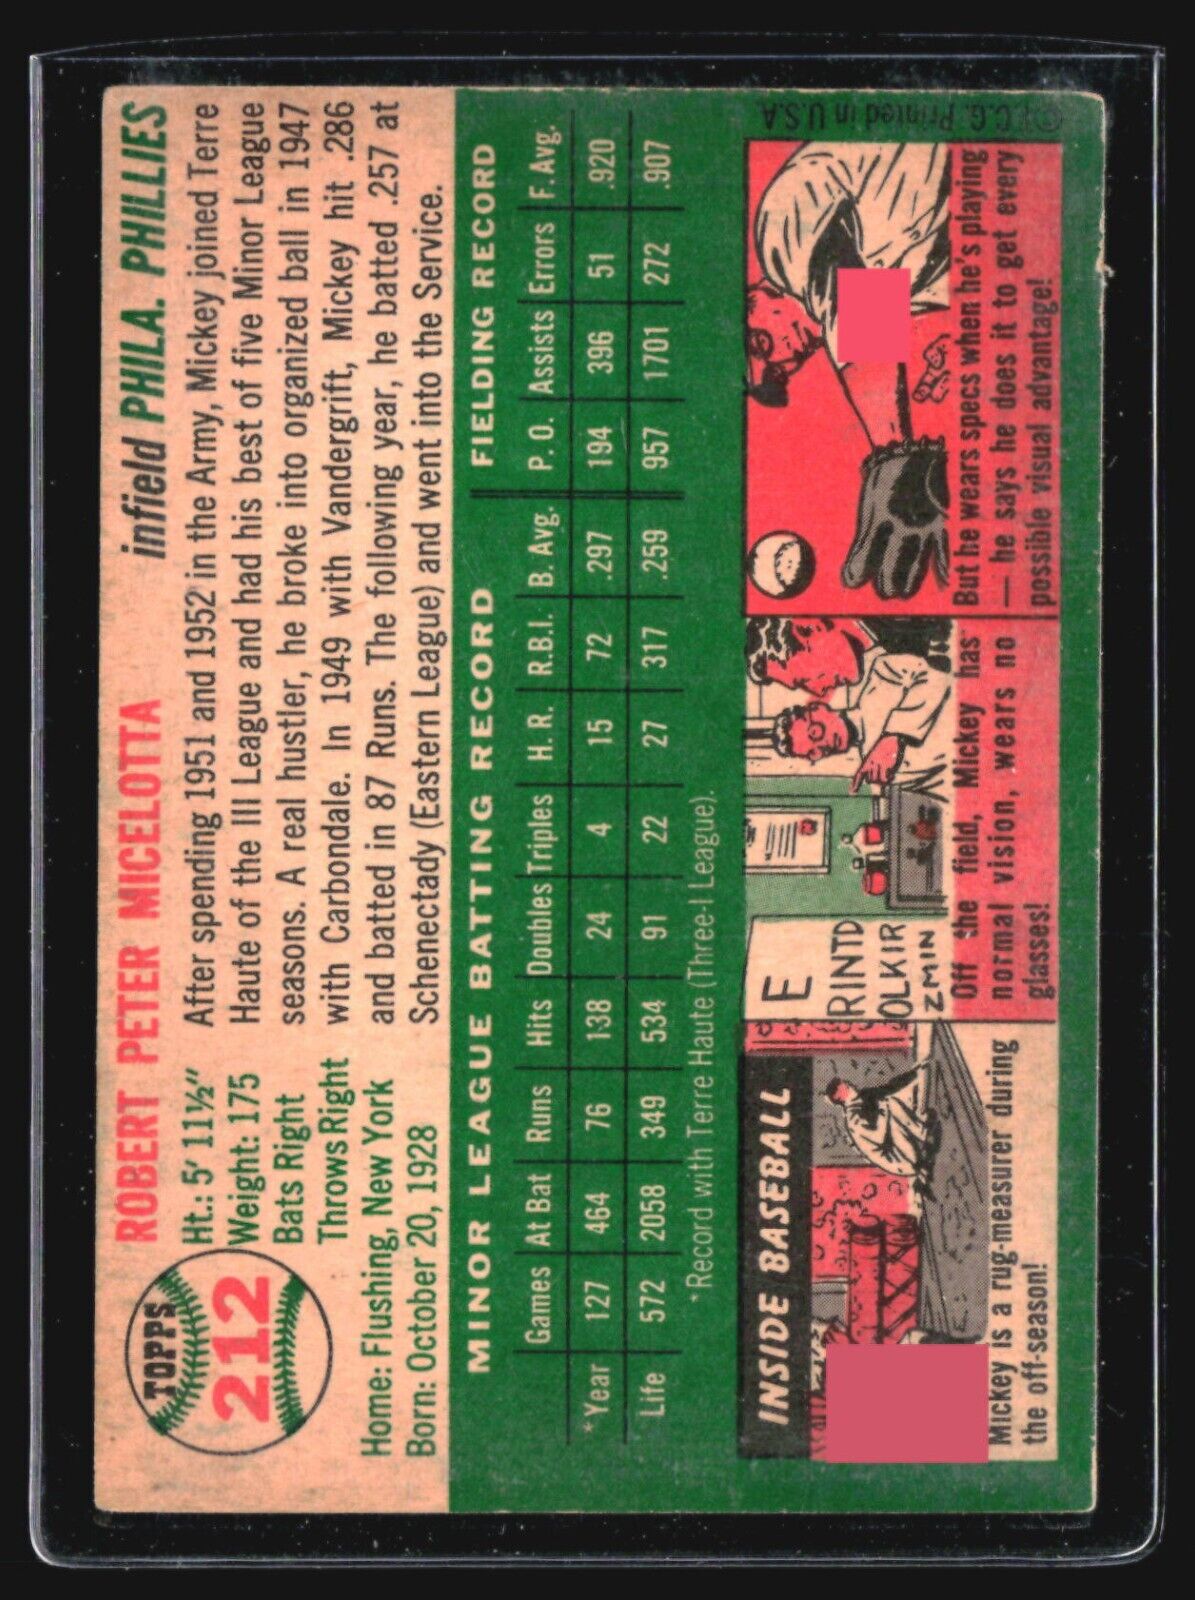 TOPPS
212
ROBERT PETER MICELOTTA
infield PHILA. PHILLIES
Ht.: 5' 11½"
Weight: 175
Bats Right
Throws Right
Home: Flushing, New York
Born: October 20, 1928
After spending 1951 and 1952 in the Army, Mickey joined Terre
Haute of the III League and had his best of five Minor League
seasons. A real hustler, he broke into organized ball in 1947
with Carbondale. In 1949 with Vandergrift, Mickey hit .286
and batted in 87 Runs. The following year, he batted .257 at
Schenectady (Eastern League) and went into the Service.
MINOR LEAGUE BATTING RECORD
FIELDING RECORD
Games At Bat Runs Hits Doubles Triples H. R. R.B.I. B. Avg. P. O. Assists Errors F. Avg.
*Year 127 464 76 138 24 4 15 72 .297 194 396 51 .920
Life 572 2058 349 534 91 22 27 317 .259 957 1701 272 .907
*Record with Terre Haute (Three-I League).
INSIDE BASEBALL
Mickey is a rug-measurer during
the off-season!
E
RINTD
OLKIR
ZMIN
Off the field, Mickey has
normal vision, wears no
glasses!
But he wears specs when he's playing
— he says he does it to get every
possible visual advantage!
T.C.G. Printed in U.S.A